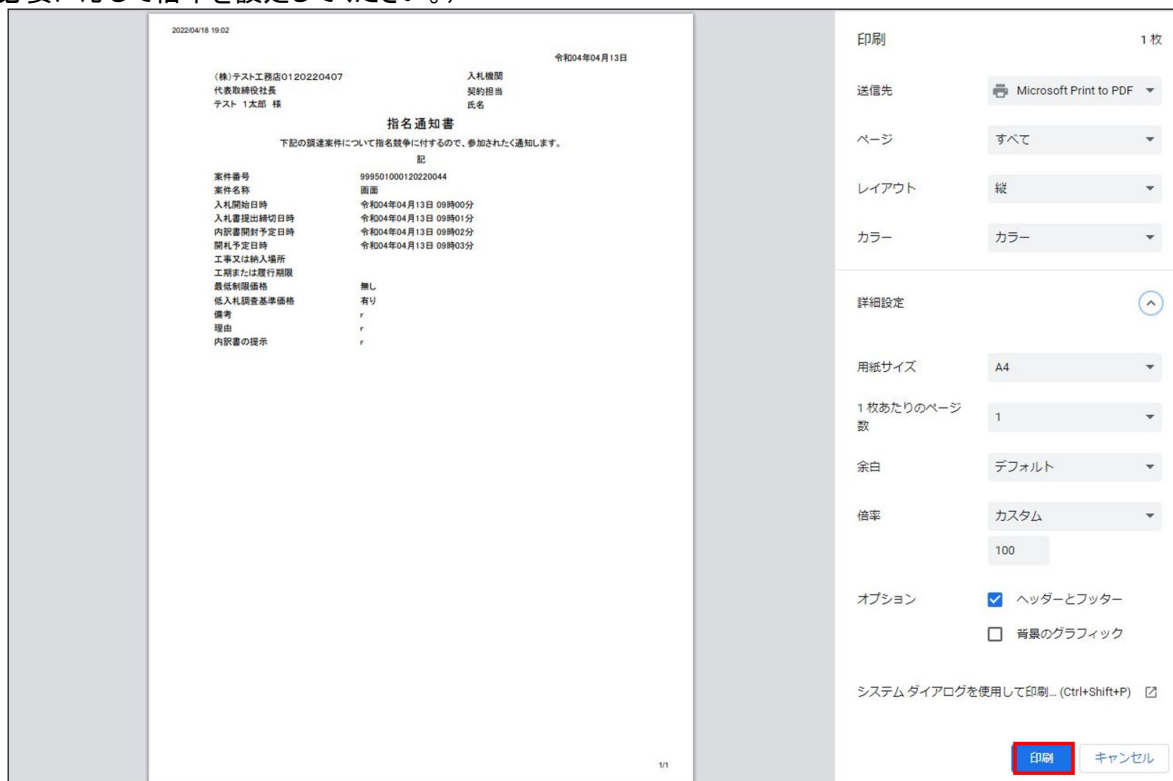 必要に応じて倍率を設定してください。)
2022/04/18 19:02
令和04年04月13日
(株)テスト工務店0120220407 入札機関
代表取締役社長 契約担当
テスト 1太郎 様 氏名
指名通知書
下記の調達案件について指名競争に付するので、参加されたく通知します。
記
案件番号 999501000120220044
案件名称 画面
入札開始日時 令和04年04月13日 09時00分
入札書提出締切日時 令和04年04月13日 09時01分
内訳書開封予定日時 令和04年04月13日 09時02分
開札予定日時 令和04年04月13日 09時03分
工事又は納入場所
工期または履行期限
最低制限価格 無し
低入札調査基準価格 有り
備考 r
理由 r
内訳書の提示 r
1/1
印刷 1 枚
送信先 Microsoft Print to PDF
ページ すべて
レイアウト 縦
カラー カラー
詳細設定
用紙サイズ A4
1 枚あたりのページ
数 1
余白 デフォルト
倍率 カスタム
100
オプション ヘッダーとフッター
背景のグラフィック
システム ダイアログを使用して印刷... (Ctrl+Shift+P)
印刷 キャンセル